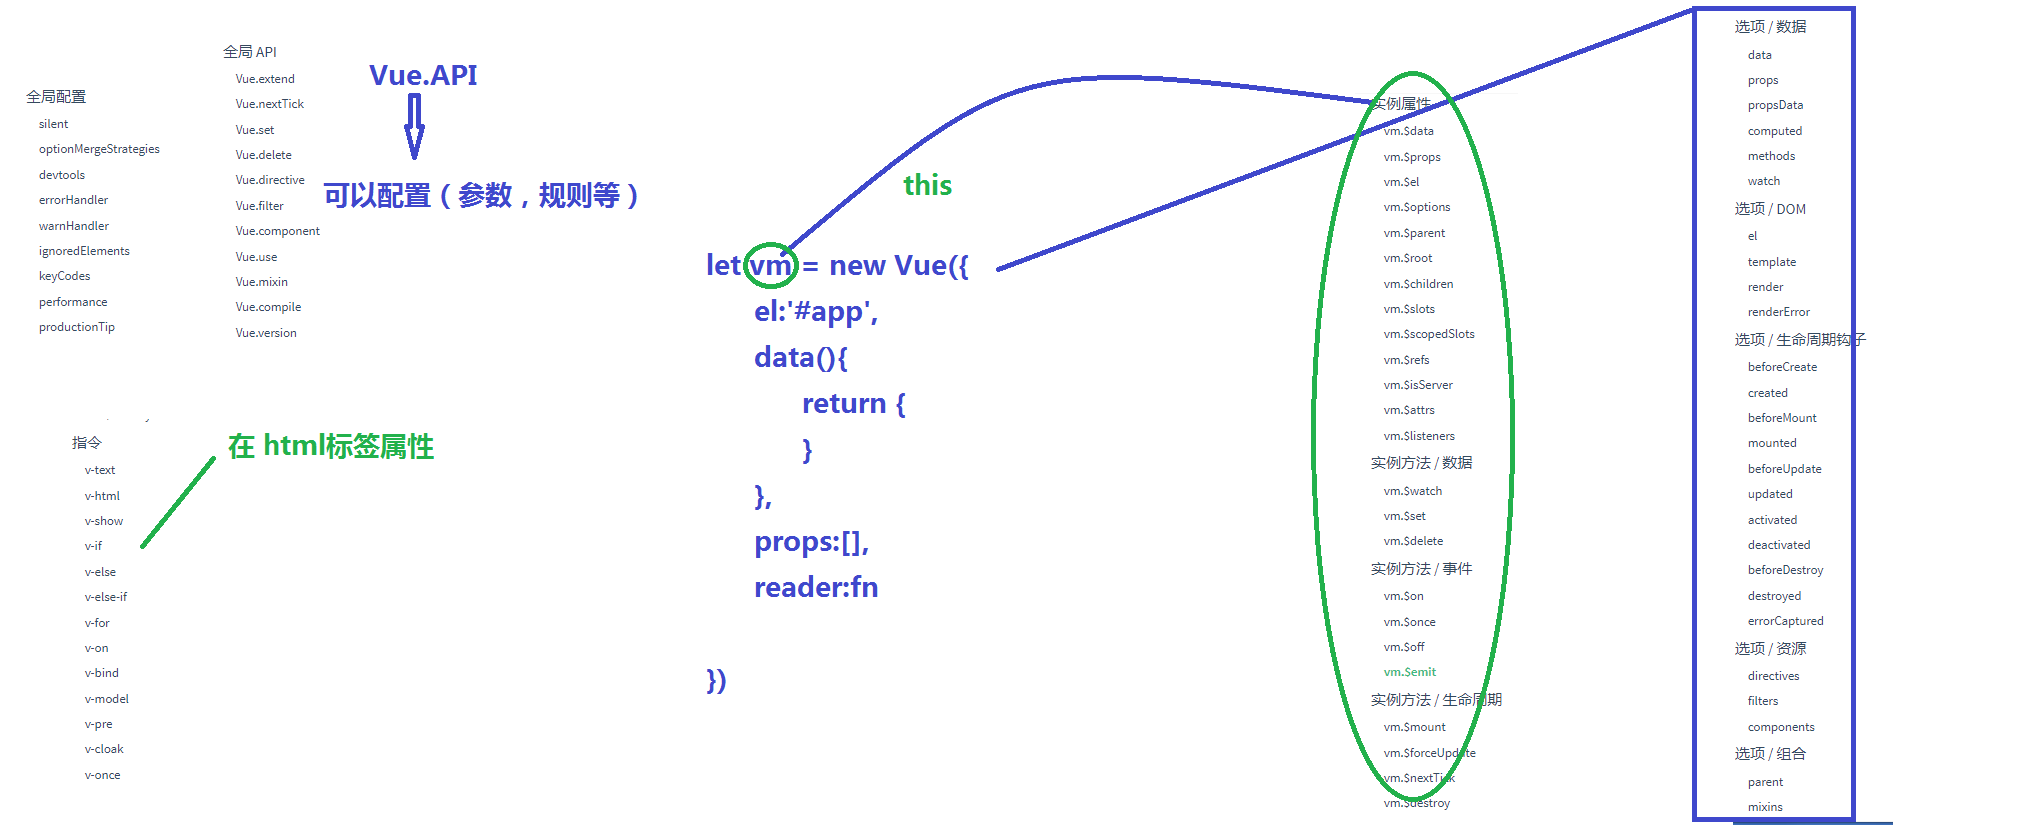 全局配置
silent
optionMergeStrategies
devtools
errorHandler
warnHandler
ignoredElements
keyCodes
performance
productionTip
全局 API
Vue.extend
Vue.nextTick
Vue.set
Vue.delete
Vue.directive
Vue.filter
Vue.component
Vue.use
Vue.mixin
Vue.compile
Vue.version
Vue.API
可以配置（参数，规则等）
指令
v-text
v-html
v-show
v-if
v-else
v-else-if
v-for
v-on
v-bind
v-model
v-pre
v-cloak
v-once
在 html标签属性
this
let vm = new Vue({
el:'#app',
data(){
return {
}
},
props:[],
reader:fn
})
实例属性
vm.$data
vm.$props
vm.$el
vm.$options
vm.$parent
vm.$root
vm.$children
vm.$slots
vm.$scopedSlots
vm.$refs
vm.$isServer
vm.$attrs
vm.$listeners
实例方法 / 数据
vm.$watch
vm.$set
vm.$delete
实例方法 / 事件
vm.$on
vm.$once
vm.$off
vm.$emit
实例方法 / 生命周期
vm.$mount
vm.$forceUpdate
vm.$nextTick
vm.$destroy
选项 / 数据
data
props
propsData
computed
methods
watch
选项 / DOM
el
template
render
renderError
选项 / 生命周期钩子
beforeCreate
created
beforeMount
mounted
beforeUpdate
updated
activated
deactivated
beforeDestroy
destroyed
errorCaptured
选项 / 资源
directives
filters
components
选项 / 组合
parent
mixins